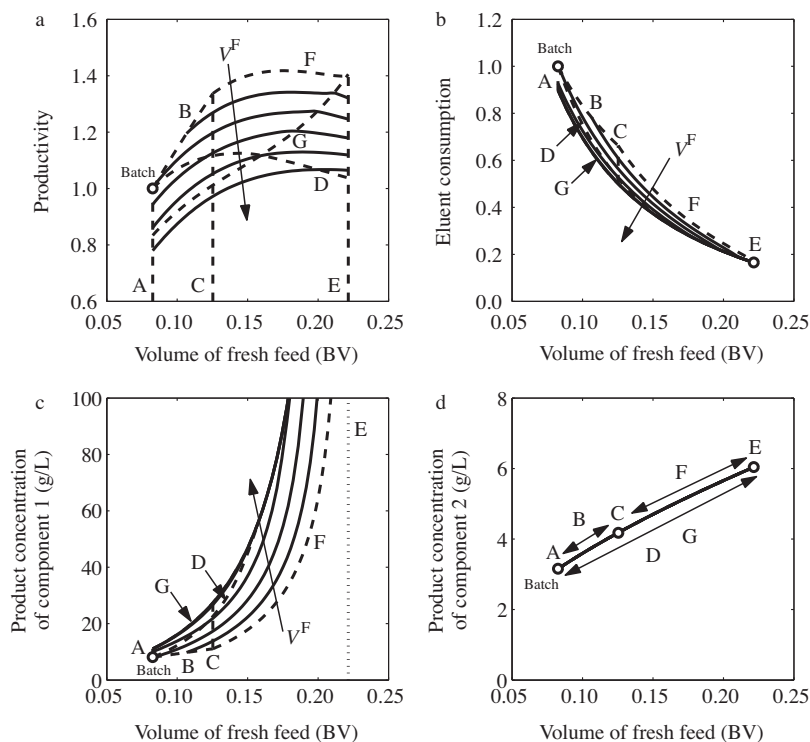 a
1.6
1.4
1.2
1.0
0.8
0.6
Productivity
V^F
F
B
Batch
G
D
A
C
E
0.05 0.10 0.15 0.20 0.25
Volume of fresh feed (BV)
b
1.2
1.0
0.8
0.6
0.4
0.2
0.0
Eluent consumption
Batch
A
B
C
D
V^F
G
F
E
0.05 0.10 0.15 0.20 0.25
Volume of fresh feed (BV)
c
100
80
60
40
20
0
Product concentration
of component 1 (g/L)
E
D
F
G
A
Batch
B
C
V^F
0.05 0.10 0.15 0.20 0.25
Volume of fresh feed (BV)
d
8
6
4
2
0
Product concentration
of component 2 (g/L)
E
F
C
B
A
G
D
Batch
0.05 0.10 0.15 0.20 0.25
Volume of fresh feed (BV)